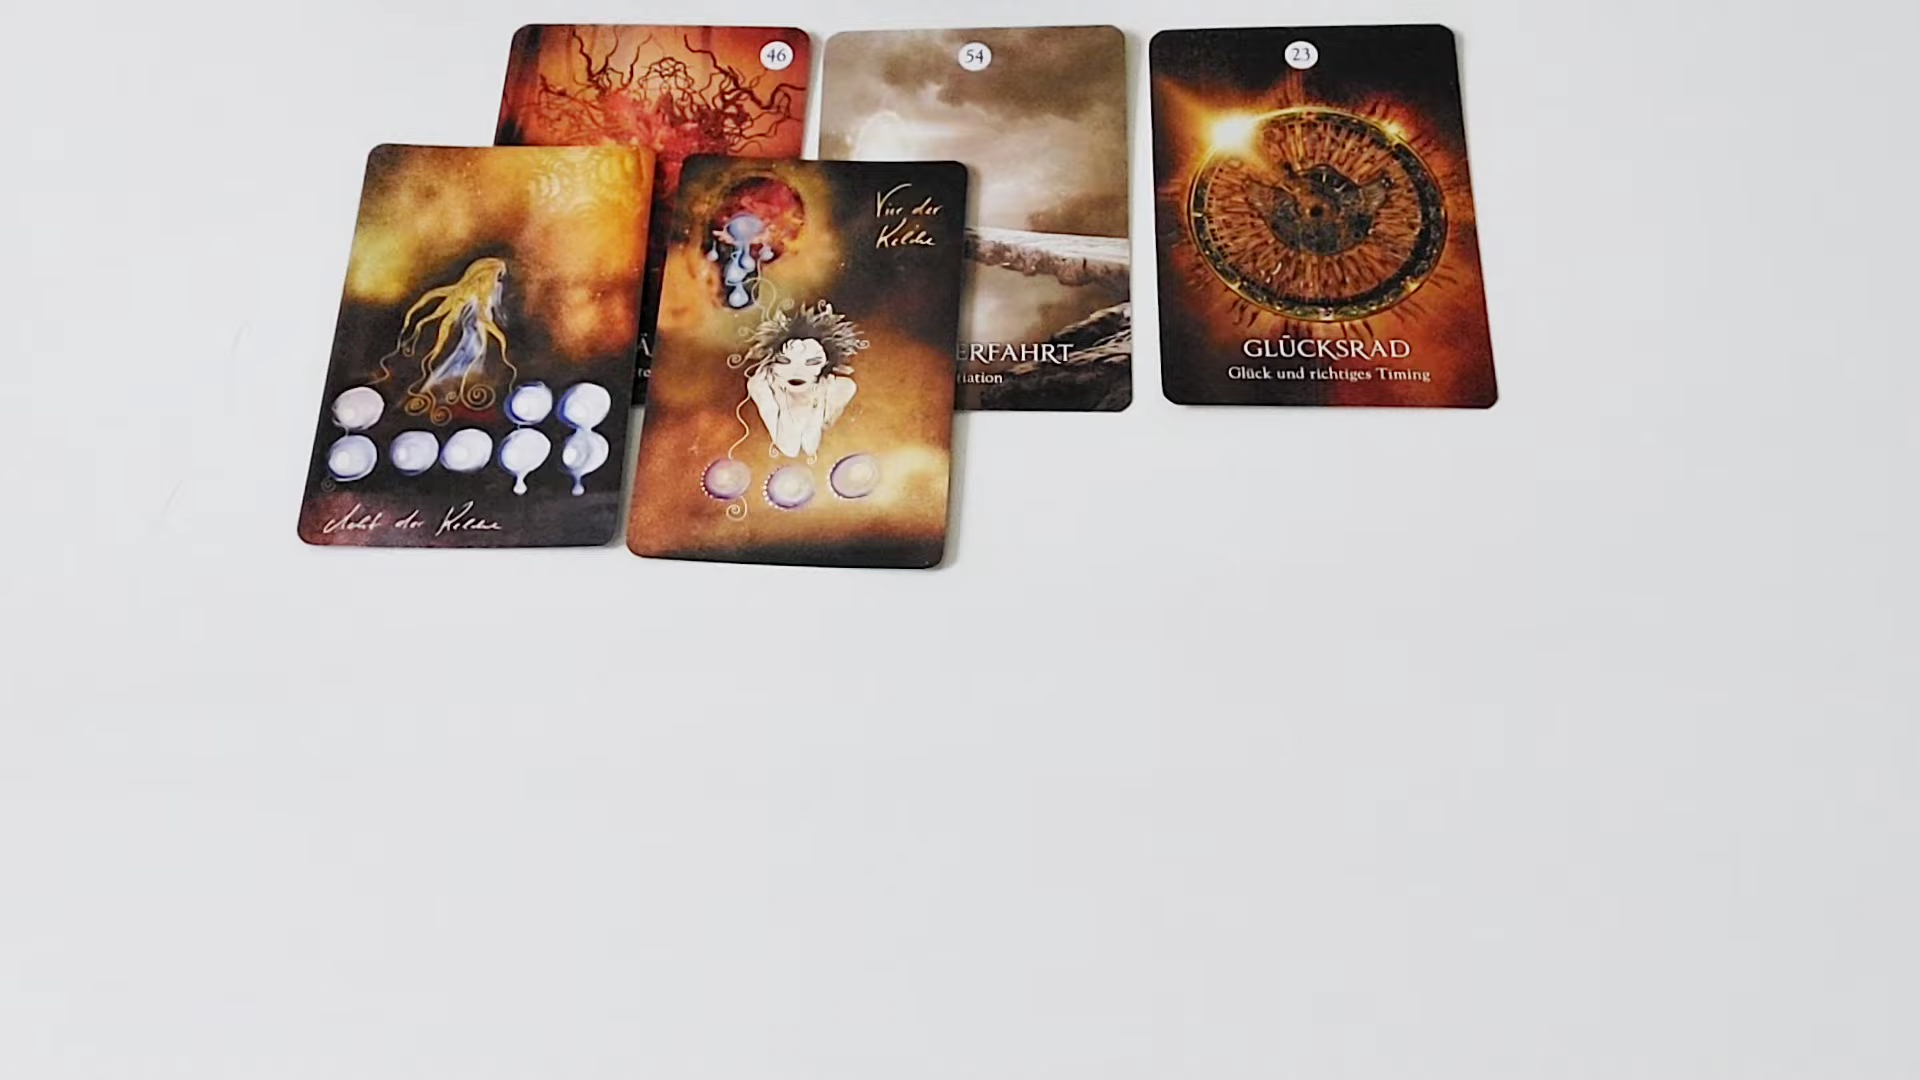 46
54
23
Vier der
Kelche
ERFAHRT
tiation
GLÜCKSRAD
Glück und richtiges Timing
Acht der Kelche